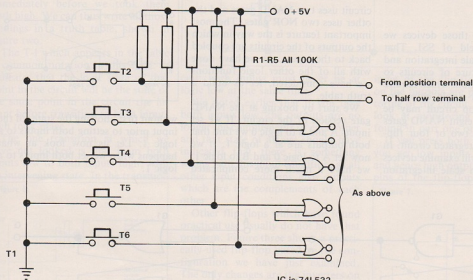 0 +5V
R1-R5 All 100K
T2
From position terminal
To half row terminal
T3
T4
As above
T5
T6
T1
IC is 74LS32